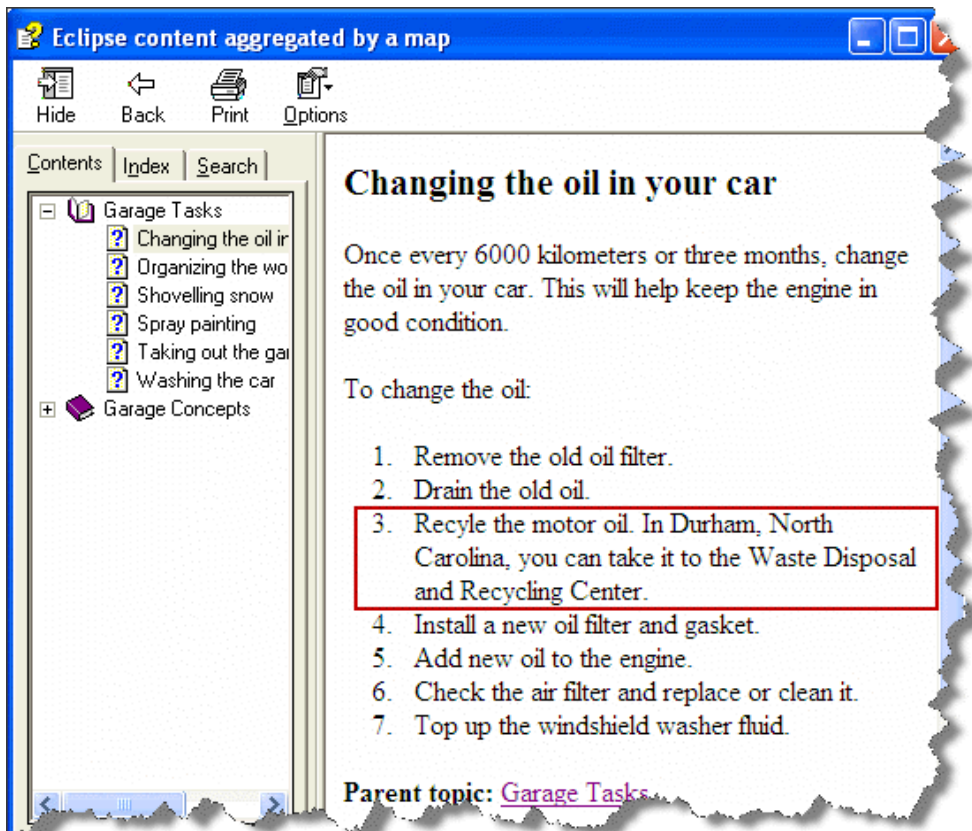 Eclipse content aggregated by a map
Hide Back Print Options
Contents Index Search
Garage Tasks
Changing the oil in
Organizing the wo
Shovelling snow
Spray painting
Taking out the gar
Washing the car
Garage Concepts
Changing the oil in your car
Once every 6000 kilometers or three months, change
the oil in your car. This will help keep the engine in
good condition.
To change the oil:
1. Remove the old oil filter.
2. Drain the old oil.
3. Recyle the motor oil. In Durham, North
Carolina, you can take it to the Waste Disposal
and Recycling Center.
4. Install a new oil filter and gasket.
5. Add new oil to the engine.
6. Check the air filter and replace or clean it.
7. Top up the windshield washer fluid.
Parent topic: Garage Tasks